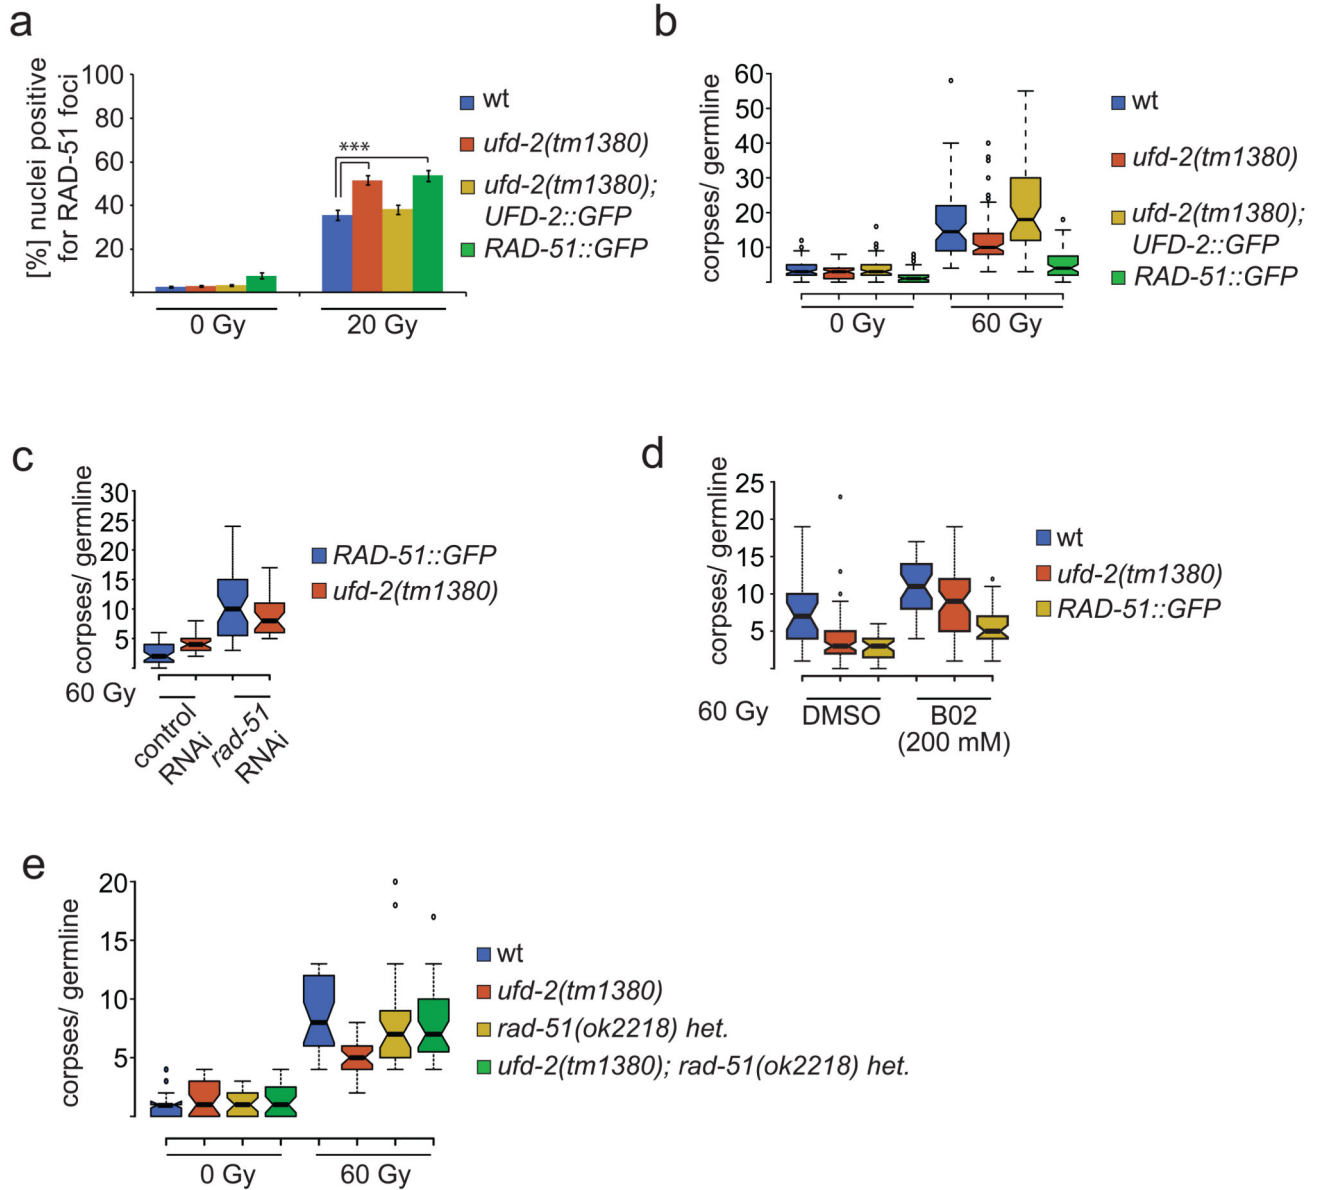 a
[%] nuclei positive
for RAD-51 foci
100
80
60
40
20
***
0 Gy
20 Gy
wt
ufd-2(tm1380)
ufd-2(tm1380);
UFD-2::GFP
RAD-51::GFP
b
corpses/ germline
60
50
40
30
20
10
0 Gy
60 Gy
wt
ufd-2(tm1380)
ufd-2(tm1380);
UFD-2::GFP
RAD-51::GFP
c
corpses/ germline
30
25
20
15
10
5
60 Gy
control
RNAi
rad-51
RNAi
RAD-51::GFP
ufd-2(tm1380)
d
corpses/ germline
25
20
15
10
5
60 Gy
DMSO
B02
(200 mM)
wt
ufd-2(tm1380)
RAD-51::GFP
e
corpses/ germline
20
15
10
5
0 Gy
60 Gy
wt
ufd-2(tm1380)
rad-51(ok2218) het.
ufd-2(tm1380); rad-51(ok2218) het.